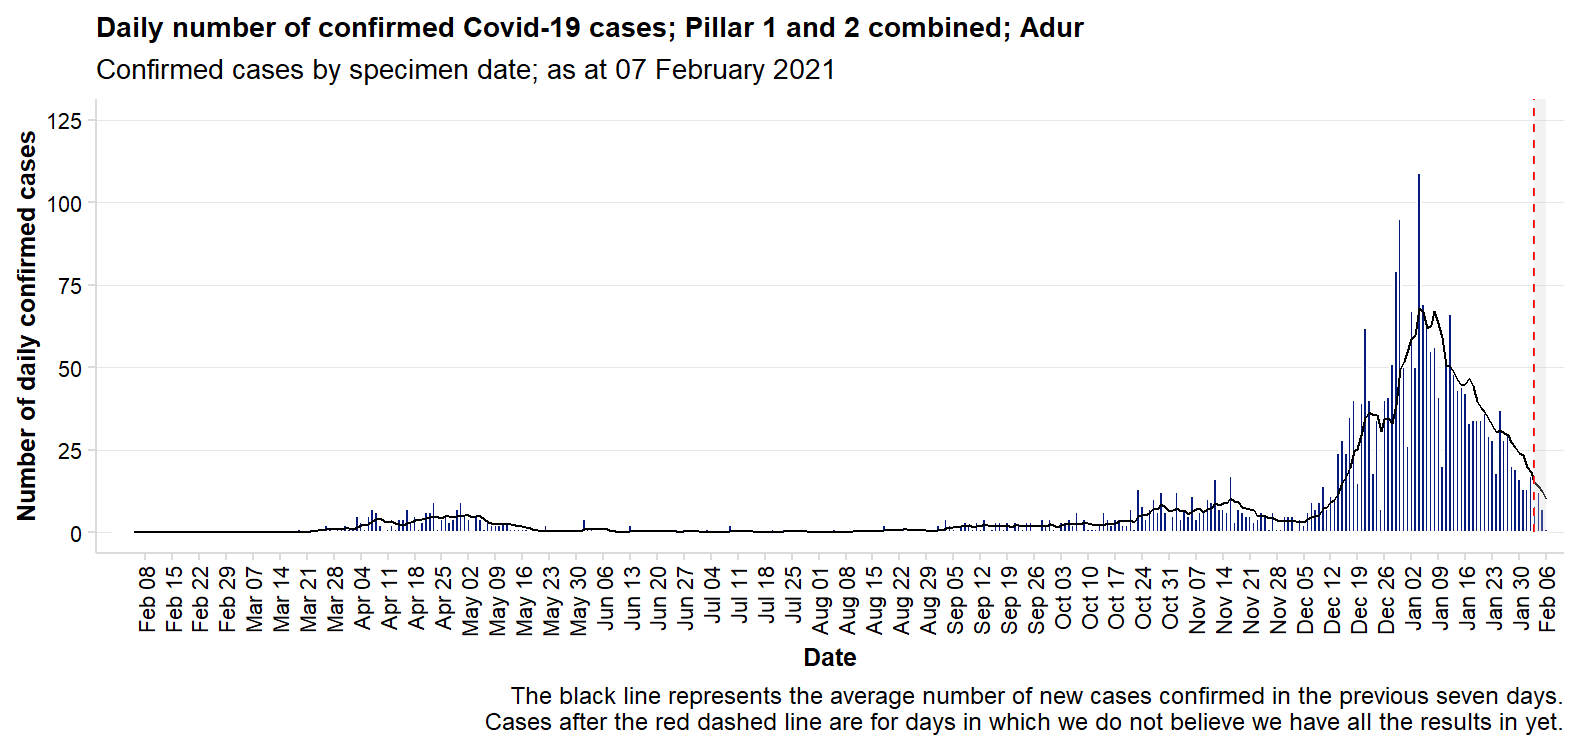 Daily number of confirmed Covid-19 cases; Pillar 1 and 2 combined; Adur
Confirmed cases by specimen date; as at 07 February 2021
Number of daily confirmed cases
125
100
75
50
25
0
Feb 08
Feb 15
Feb 22
Feb 29
Mar 07
Mar 14
Mar 21
Mar 28
Apr 04
Apr 11
Apr 18
Apr 25
May 02
May 09
May 16
May 23
May 30
Jun 06
Jun 13
Jun 20
Jun 27
Jul 04
Jul 11
Jul 18
Jul 25
Aug 01
Aug 08
Aug 15
Aug 22
Aug 29
Sep 05
Sep 12
Sep 19
Sep 26
Oct 03
Oct 10
Oct 17
Oct 24
Oct 31
Nov 07
Nov 14
Nov 21
Nov 28
Dec 05
Dec 12
Dec 19
Dec 26
Jan 02
Jan 09
Jan 16
Jan 23
Jan 30
Feb 06
Date
The black line represents the average number of new cases confirmed in the previous seven days.
Cases after the red dashed line are for days in which we do not believe we have all the results in yet.